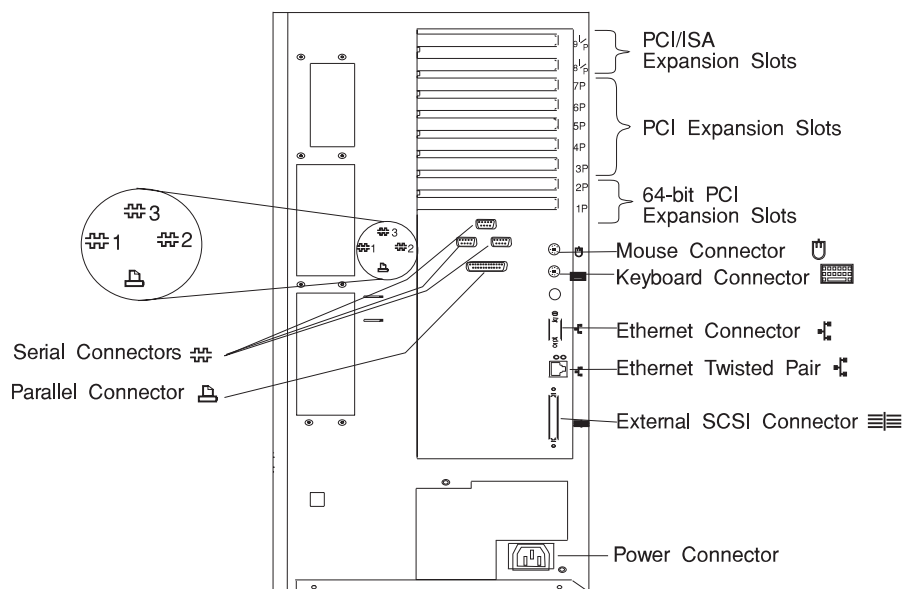 PCI/ISA
Expansion Slots
9 I/P
8 I/P
7P
6P
5P
4P
3P
2P
1P
PCI Expansion Slots
64-bit PCI
Expansion Slots
3
1
2
3
1
2
Mouse Connector
Keyboard Connector
Ethernet Connector
Serial Connectors
Ethernet Twisted Pair
Parallel Connector
External SCSI Connector
Power Connector